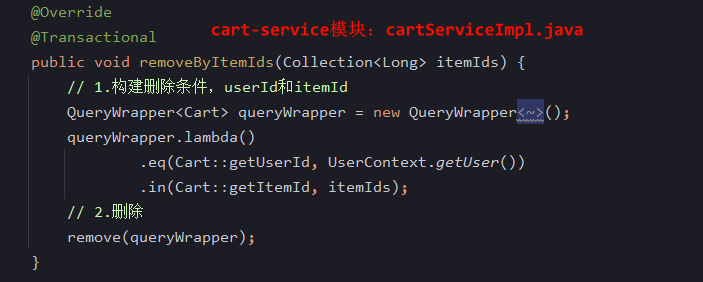 @Override
cart-service模块：cartServiceImpl.java
@Transactional
public void removeByItemIds(Collection<Long> itemIds) {
// 1.构建删除条件，userId和itemId
QueryWrapper<Cart> queryWrapper = new QueryWrapper<~>();
queryWrapper.lambda()
.eq(Cart::getUserId, UserContext.getUser())
.in(Cart::getItemId, itemIds);
// 2.删除
remove(queryWrapper);
}